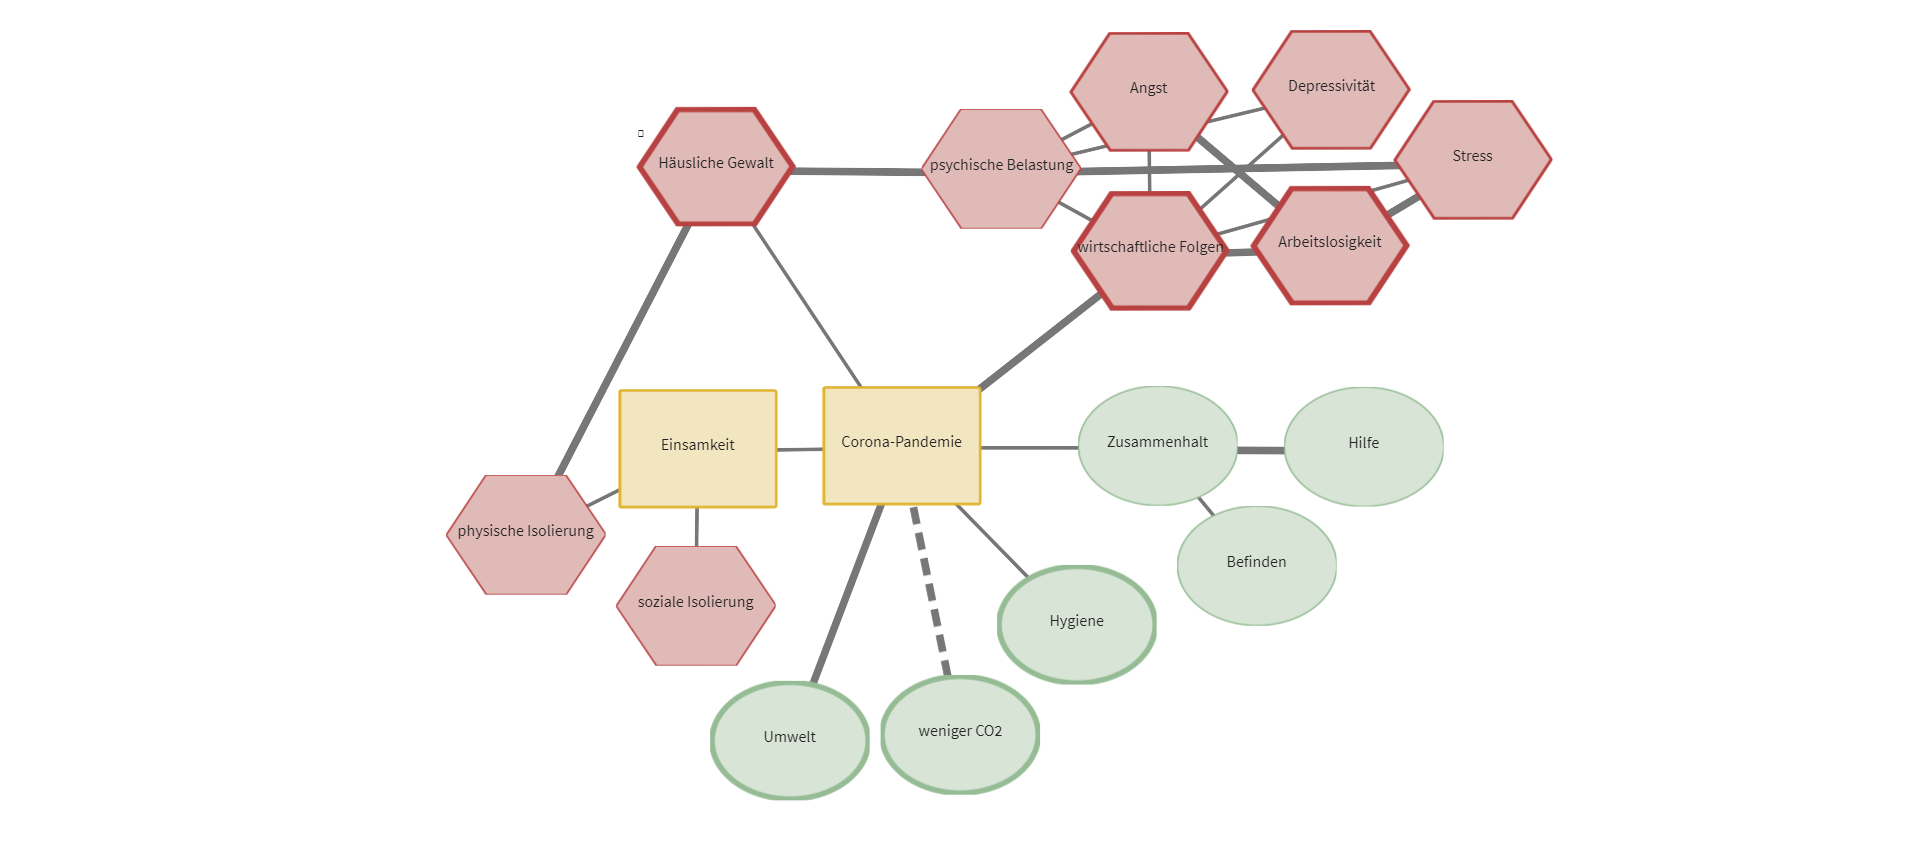 Angst
Depressivität
Stress
Häusliche Gewalt
psychische Belastung
wirtschaftliche Folgen
Arbeitslosigkeit
Einsamkeit
Corona-Pandemie
Zusammenhalt
Hilfe
physische Isolierung
soziale Isolierung
Befinden
Hygiene
Umwelt
weniger CO2